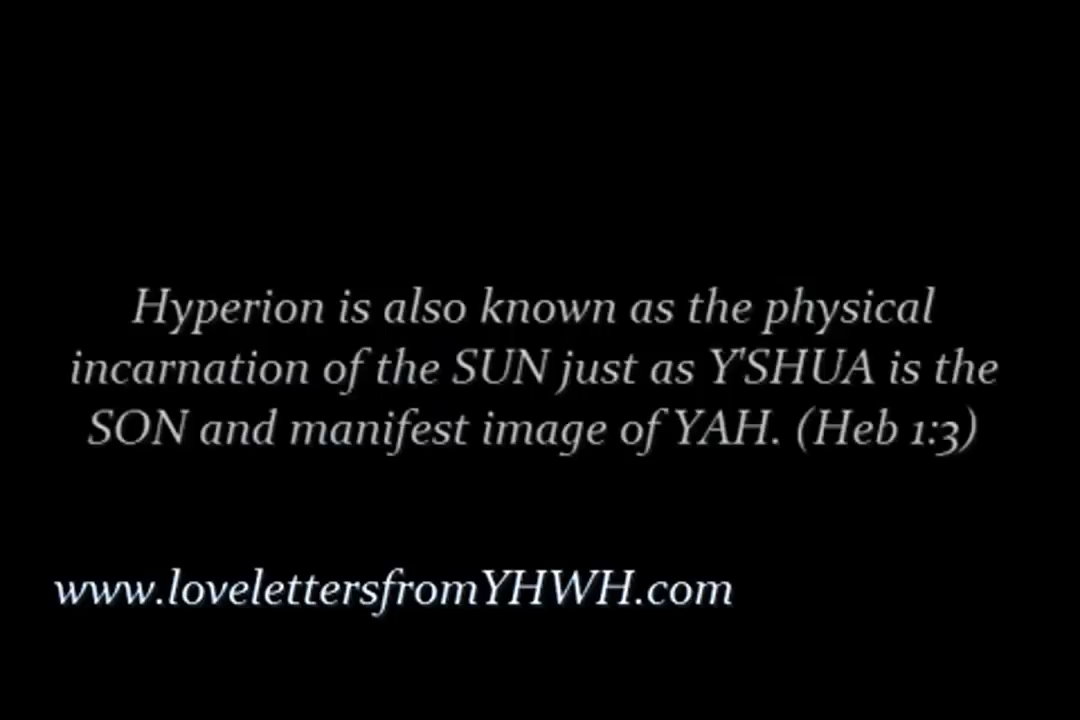 Hyperion is also known as the physical
incarnation of the SUN just as Y'SHUA is the
SON and manifest image of YAH. (Heb 1:3)
www.lovelettersfromYHWH.com